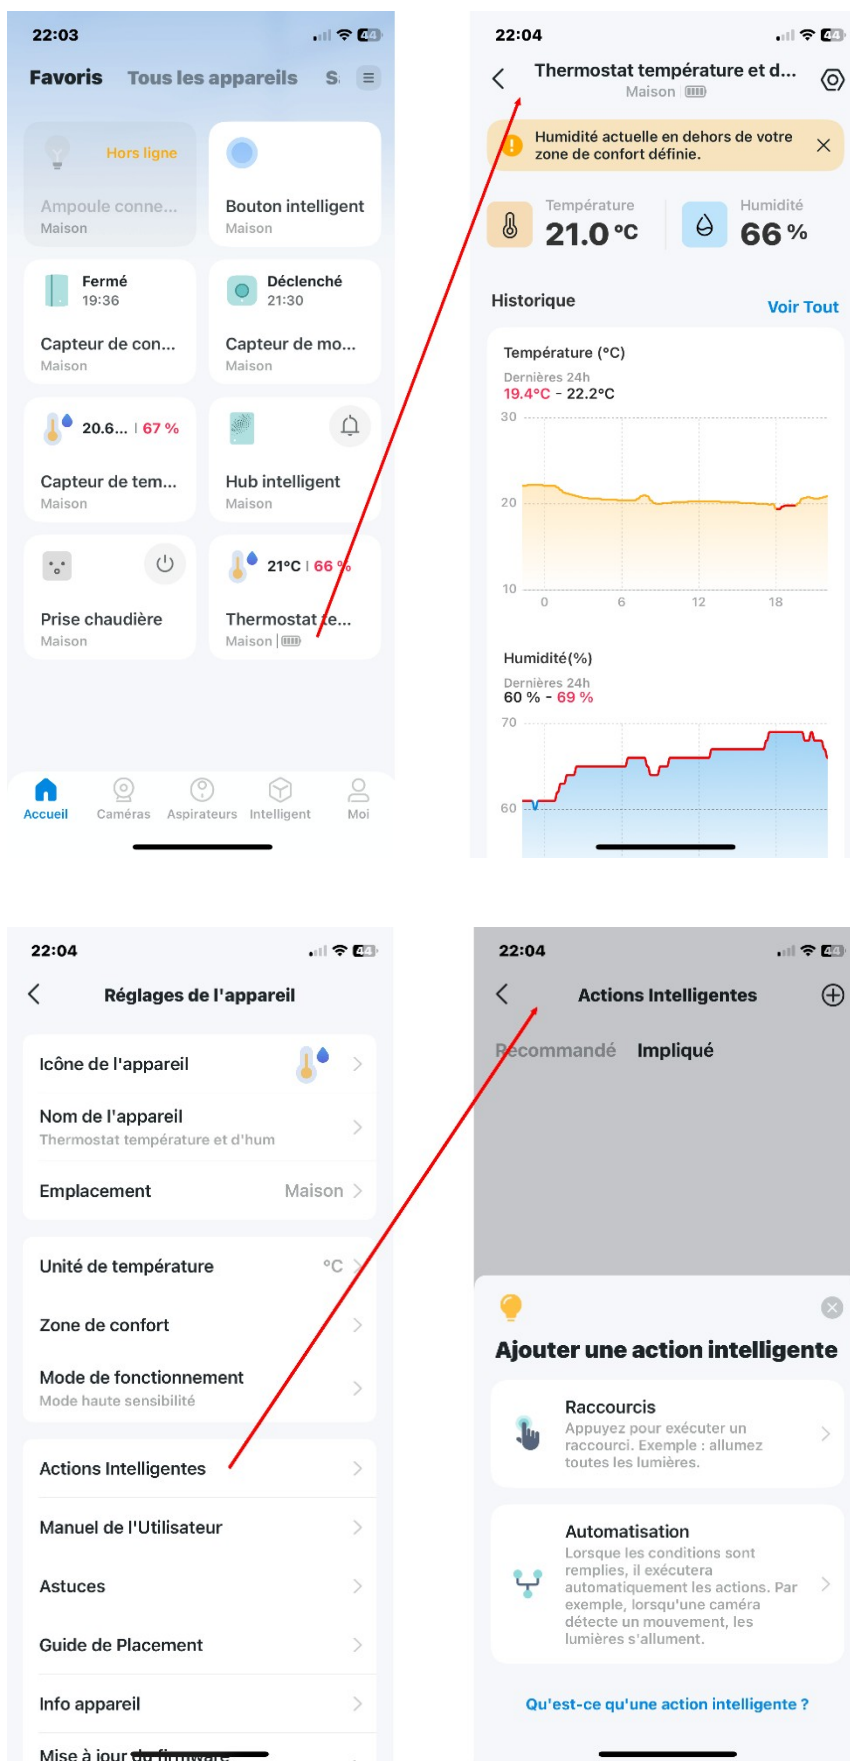 22:03
44
Favoris Tous les appareils S
Hors ligne
Ampoule conne...
Maison
Bouton intelligent
Maison
Fermé
19:36
Capteur de con...
Maison
Déclenché
21:30
Capteur de mo...
Maison
20.6... | 67 %
Capteur de tem...
Maison
Hub intelligent
Maison
Prise chaudière
Maison
21°C | 66 %
Thermostat te...
Maison
Accueil
Caméras
Aspirateurs
Intelligent
Moi
22:04
44
Thermostat température et d...
Maison
Humidité actuelle en dehors de votre
zone de confort définie.
Température
21.0 °C
Humidité
66 %
Historique
Voir Tout
Température (°C)
Dernières 24h
19.4°C - 22.2°C
30
20
10
0 6 12 18
Humidité(%)
Dernières 24h
60 % - 69 %
70
60
22:04
44
Réglages de l'appareil
Icône de l'appareil
Nom de l'appareil
Thermostat température et d'hum
Emplacement Maison
Unité de température °C
Zone de confort
Mode de fonctionnement
Mode haute sensibilité
Actions Intelligentes
Manuel de l'Utilisateur
Astuces
Guide de Placement
Info appareil
Mise à jour du firmware
22:04
44
Actions Intelligentes
Recommandé Impliqué
Ajouter une action intelligente
Raccourcis
Appuyez pour exécuter un
raccourci. Exemple : allumez
toutes les lumières.
Automatisation
Lorsque les conditions sont
remplies, il exécutera
automatiquement les actions. Par
exemple, lorsqu'une caméra
détecte un mouvement, les
lumières s'allument.
Qu'est-ce qu'une action intelligente ?